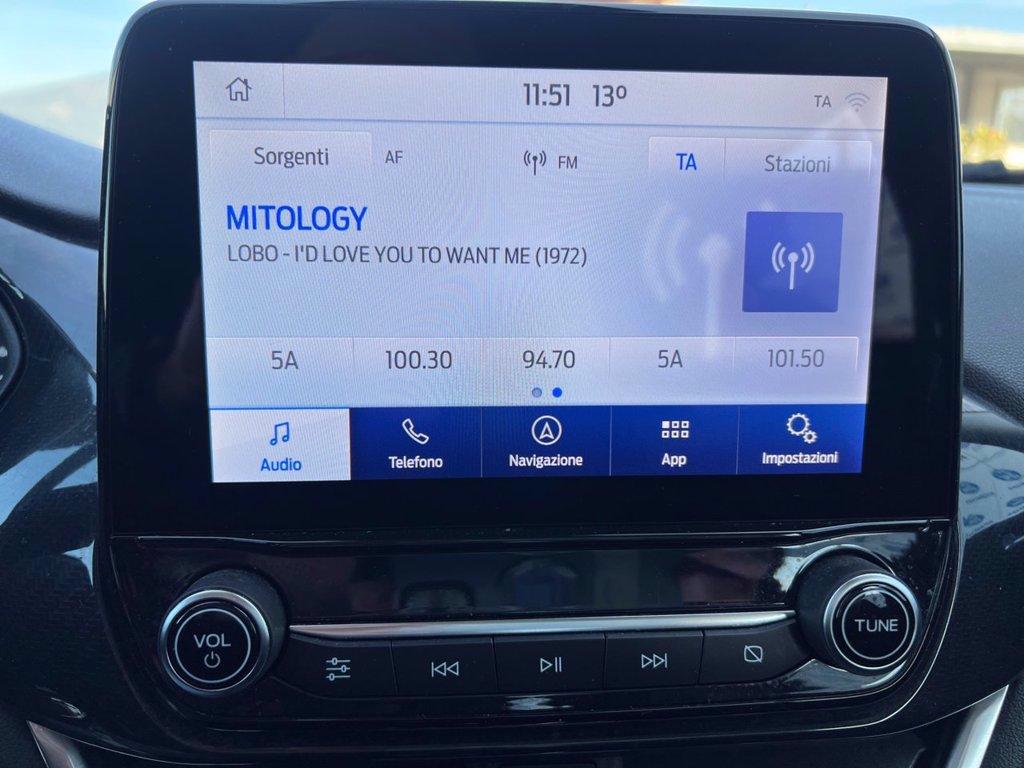 11:51 13°
TA
Sorgenti
AF
FM
TA
Stazioni
MITOLOGY
LOBO - I'D LOVE YOU TO WANT ME (1972)
5A
100.30
94.70
5A
101.50
Audio
Telefono
Navigazione
App
Impostazioni
VOL
TUNE